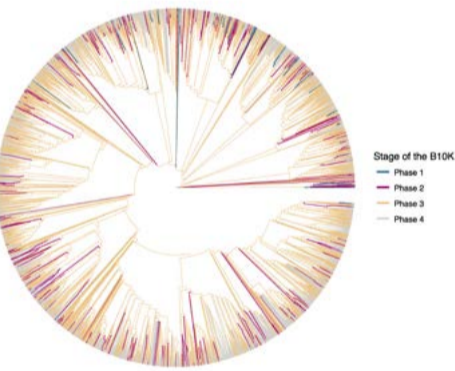 Stage of the B10K
Phase 1
Phase 2
Phase 3
Phase 4